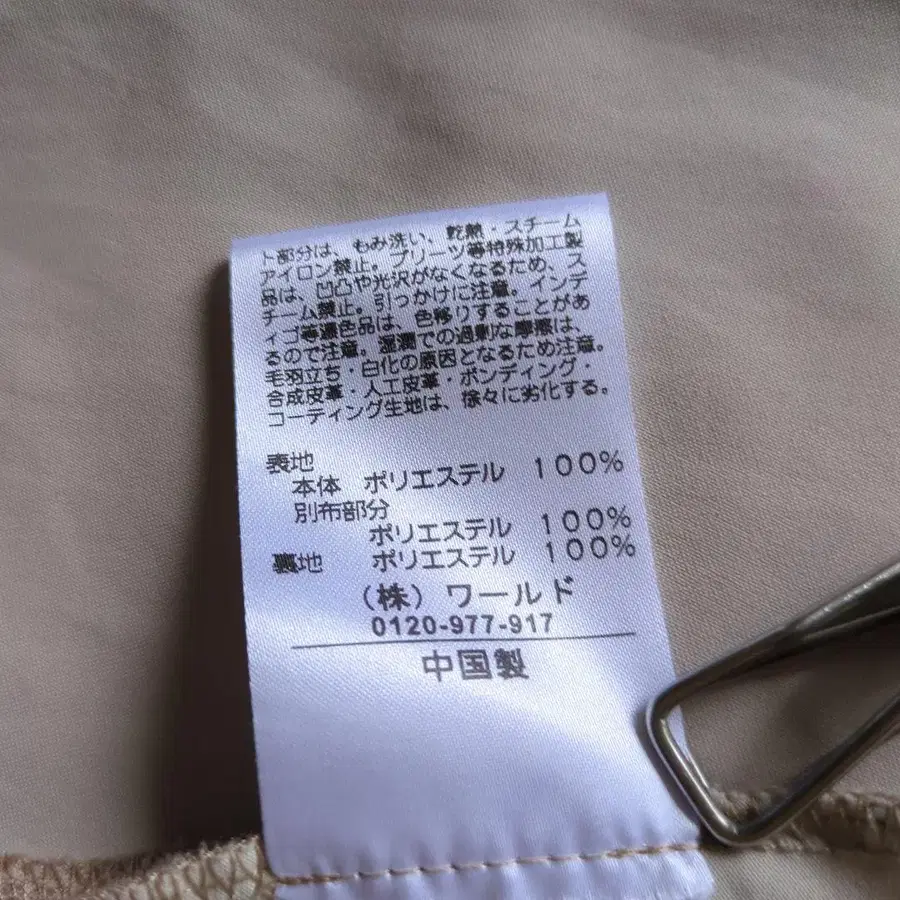 ト部分は、もみ洗い、乾熱・スチーム
アイロン禁止。プリーツ等特殊加工製
品は、凹凸や光沢がなくなるため、ス
チーム禁止。引っかけに注意。インデ
ィゴ等濃色品は、色移りすることがあ
るので注意。湿潤での過剰な摩擦は、
毛羽立ち・白化の原因となるため注意。
合成皮革・人工皮革・ボンディング・
コーティング生地は、徐々に劣化する。
表地
本体 ポリエステル 100%
別布部分
ポリエステル 100%
裏地 ポリエステル 100%
(株)ワールド
0120-977-917
中国製